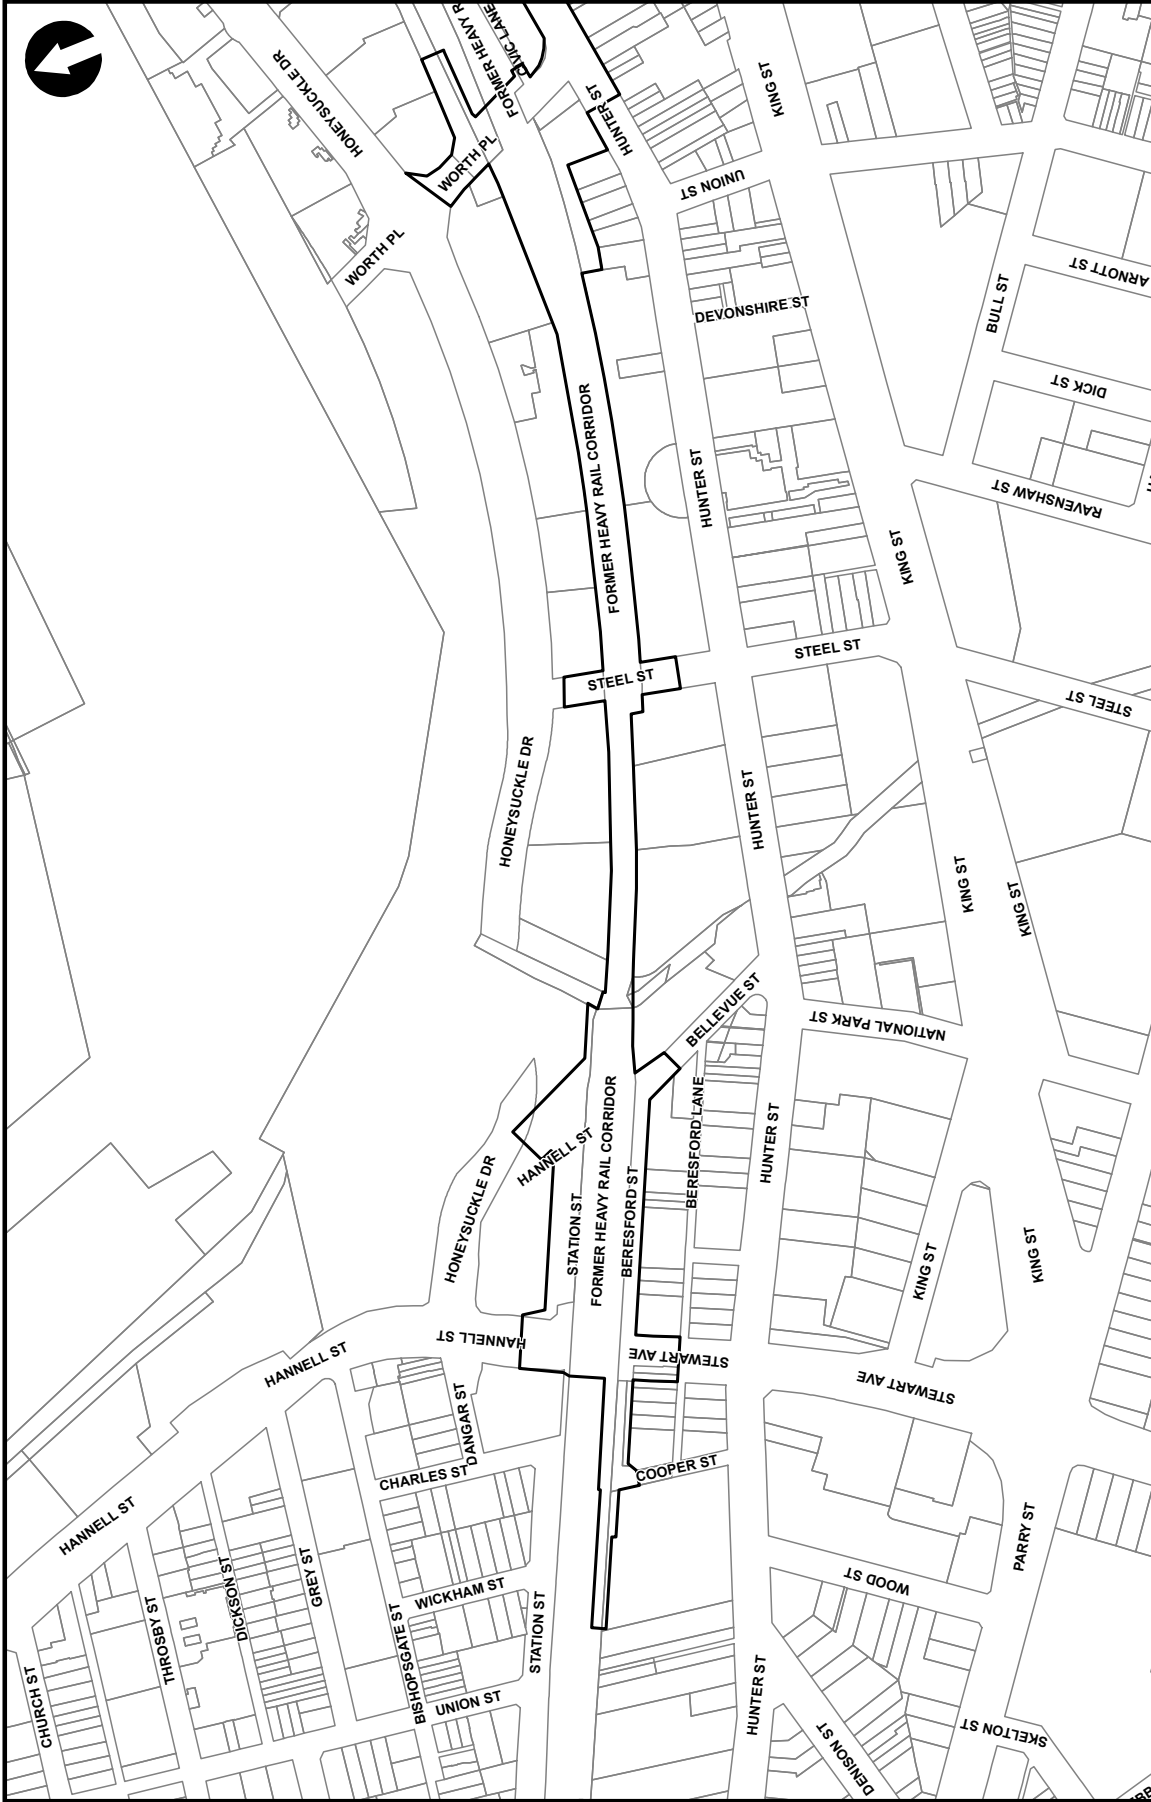 FORMER HEAVY R
CIVIC LANE
HONEYSUCKLE DR
KING ST
HUNTER ST
WORTH PL
UNION ST
WORTH PL
ARNOTT ST
BULL ST
DEVONSHIRE ST
DICK ST
FORMER HEAVY RAIL CORRIDOR
HUNTER ST
RAVENSHAW ST
KING ST
STEEL ST
STEEL ST
STEEL ST
HONEYSUCKLE DR
HUNTER ST
KING ST
KING ST
BELLEVUE ST
NATIONAL PARK ST
HANNELL ST
FORMER HEAVY RAIL CORRIDOR
BERESFORD LANE
HUNTER ST
HONEYSUCKLE DR
STATION ST
BERESFORD ST
KING ST
KING ST
HANNELL ST
HANNELL ST
STEWART AVE
STEWART AVE
DANGAR ST
CHARLES ST
COOPER ST
HANNELL ST
PARRY ST
DICKSON ST
GREY ST
WICKHAM ST
WOOD ST
THROSBY ST
BISHOPSGATE ST
STATION ST
CHURCH ST
UNION ST
HUNTER ST
SKELTON ST
DENISON ST